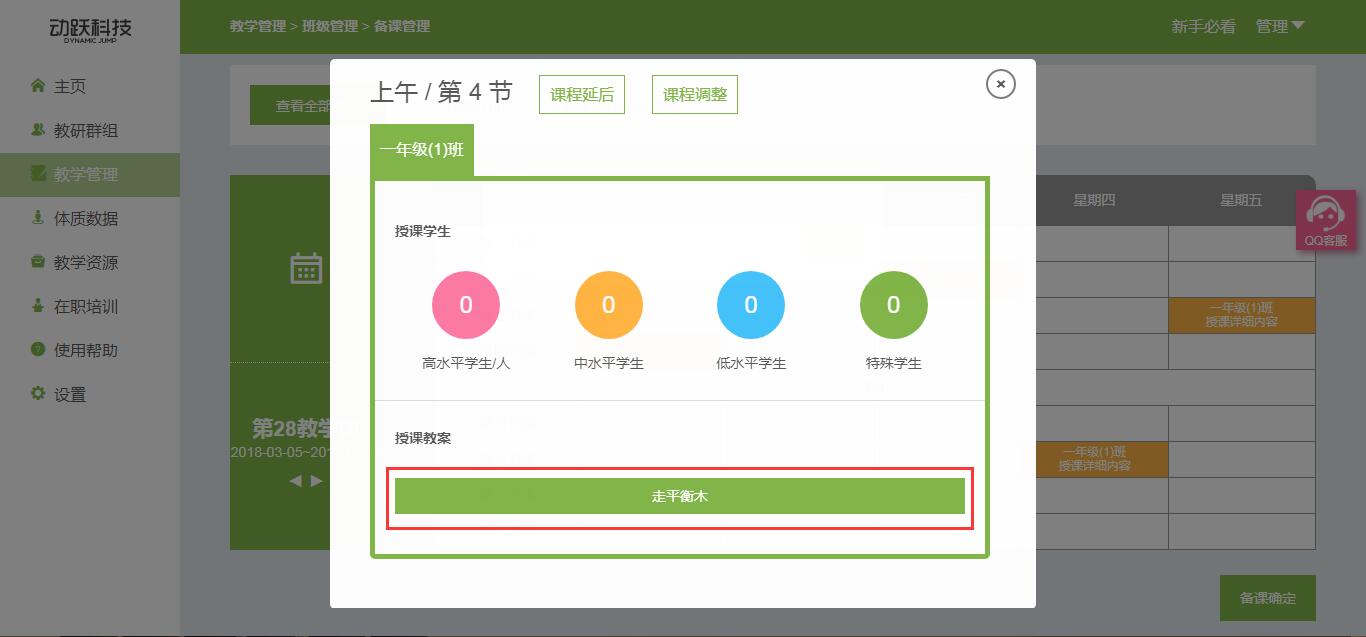 动跃科技
DYNAMIC JUMP
教学管理 > 班级管理 > 备课管理
新手必看
管理
主页
教研群组
教学管理
体质数据
教学资源
在职培训
使用帮助
设置
查看全部
上午 / 第 4 节
课程延后
课程调整
一年级(1)班
授课学生
0
0
0
0
高水平学生/人
中水平学生
低水平学生
特殊学生
授课教案
走平衡木
第28教学
2018-03-05~201
星期四
星期五
一年级(1)班
授课详细内容
一年级(1)班
授课详细内容
QQ客服
备课确定